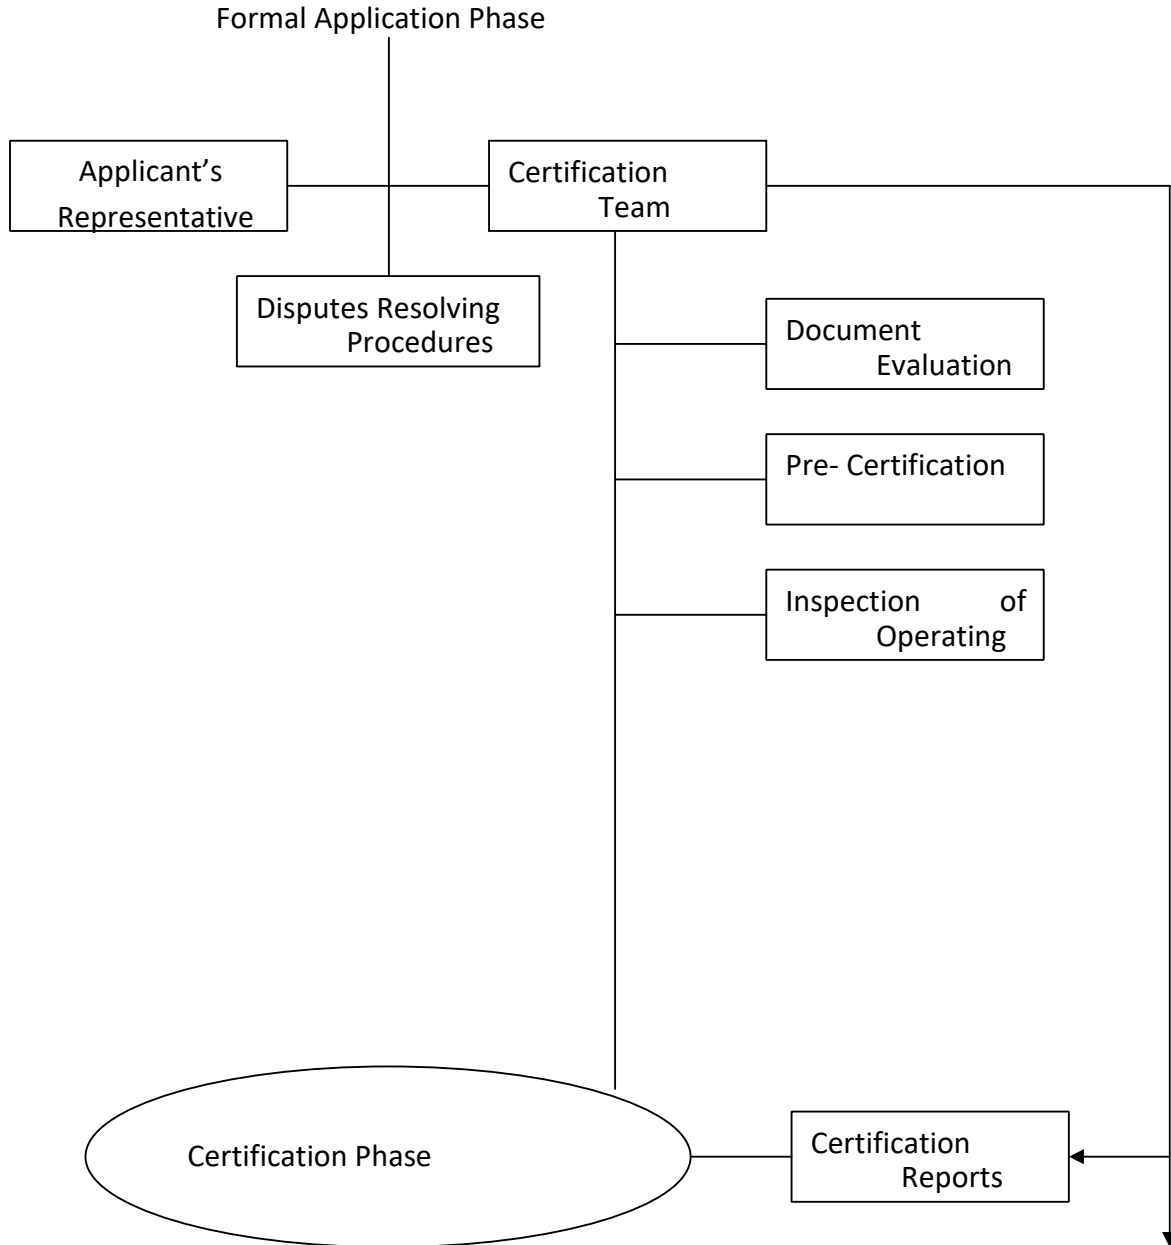 Formal Application Phase
Applicant’s
Representative
Certification
Team
Disputes Resolving
Procedures
Document
Evaluation
Pre- Certification
Inspection of
Operating
Certification Phase
Certification
Reports